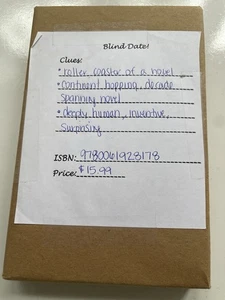 Blind Date!
Clues:
* roller coaster of a novel
* continent hopping, decade
spanning novel
* deeply human, inventive,
surprising
ISBN: 9780061928178
Price: $15.99